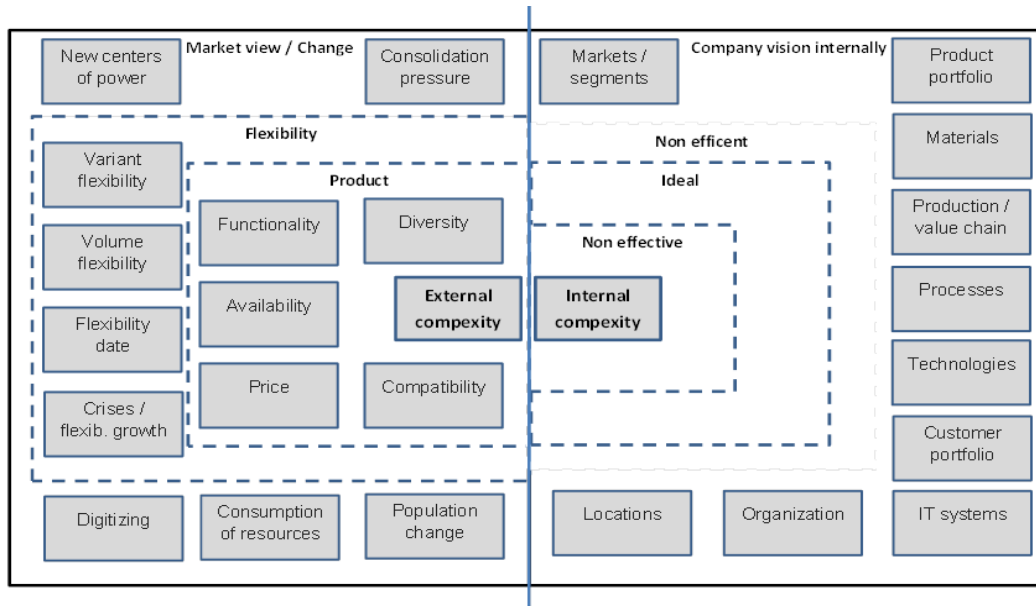 New centers
of power
Market view / Change
Consolidation
pressure
Markets /
segments
Company vision internally
Product
portfolio
Flexibility
Non efficent
Variant
flexibility
Product
Ideal
Materials
Functionality
Diversity
Production /
value chain
Volume
flexibility
Non effective
Availability
External
compexity
Internal
compexity
Processes
Flexibility
date
Price
Compatibility
Technologies
Crises /
flexib. growth
Customer
portfolio
Digitizing
Consumption
of resources
Population
change
Locations
Organization
IT systems